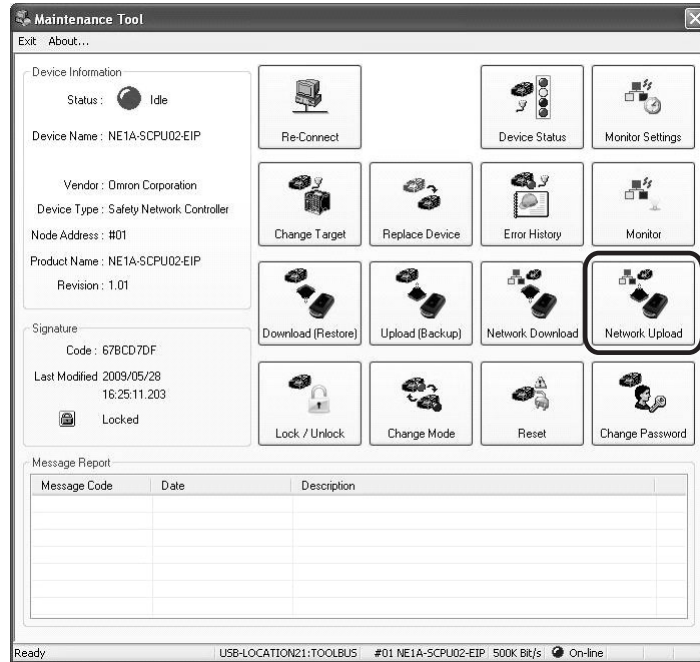 Maintenance Tool
Exit About...
Device Information
Status : Idle
Device Name : NE1A-SCPU02-EIP
Vendor : Omron Corporation
Device Type : Safety Network Controller
Node Address : #01
Product Name : NE1A-SCPU02-EIP
Revision : 1.01
Signature
Code : 67BCD7DF
Last Modified 2009/05/28
16:25:11.203
Locked
Re-Connect
Device Status
Monitor Settings
Change Target
Replace Device
Error History
Monitor
Download (Restore)
Upload (Backup)
Network Download
Network Upload
Lock / Unlock
Change Mode
Reset
Change Password
Message Report
Message Code Date Description
Ready USB-LOCATION21:TOOLBUS #01 NE1A-SCPU02-EIP 500K Bit/s On-line